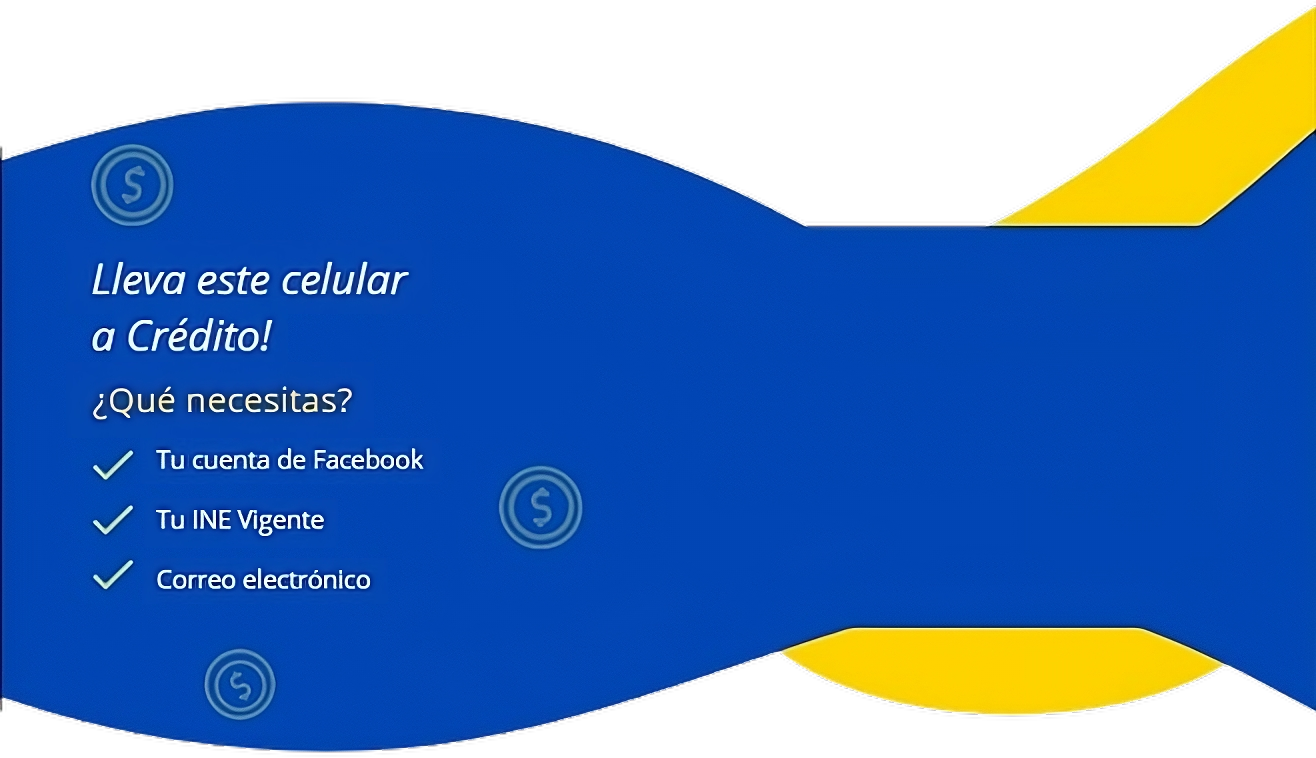 Lleva este celular
a Crédito!
¿Qué necesitas?
Tu cuenta de Facebook
Tu INE Vigente
Correo electrónico